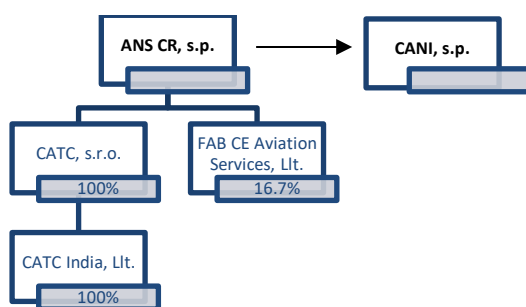 ANS CR, s.p.
CANI, s.p.
CATC, s.r.o.
100%
FAB CE Aviation
Services, Llt.
16.7%
CATC India, Llt.
100%